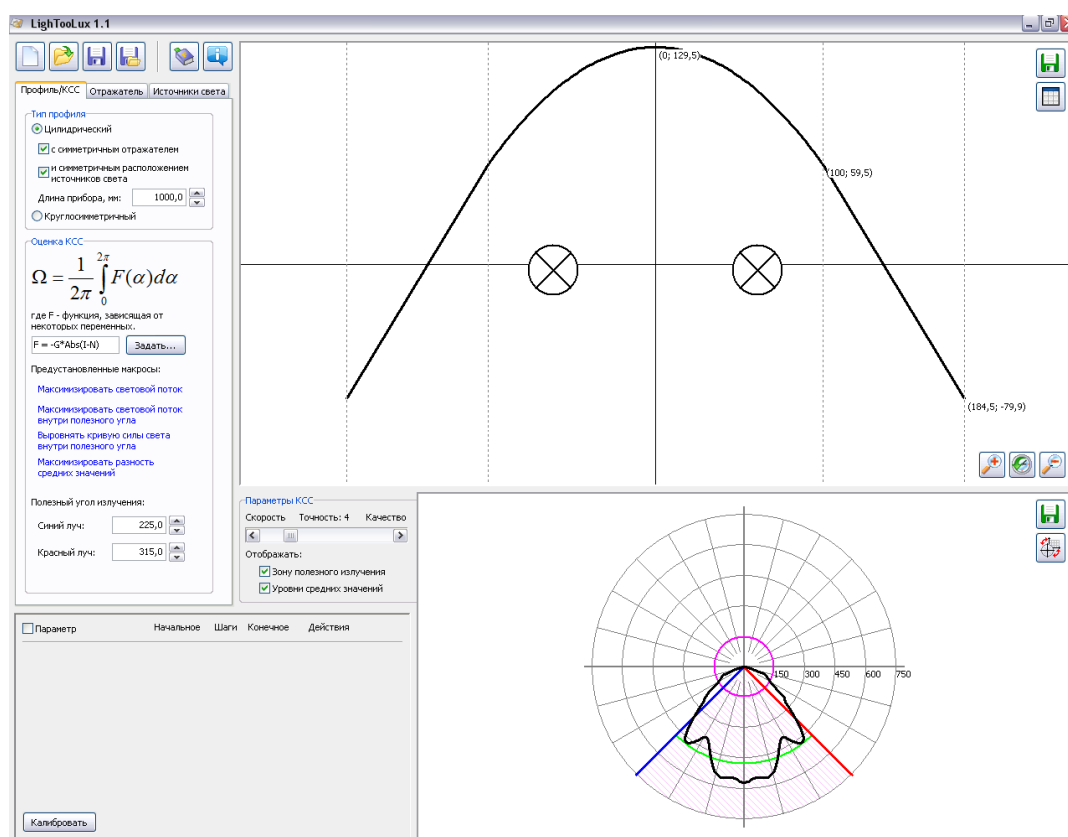 LighTooLux 1.1
Профиль/КСС
Отражатель
Источники света
Тип профиля
Цилидрический
с симметричным отражателем
и симметричным расположением
источников света
Длина прибора, мм:
1000,0
Круглосимметричный
Оценка КСС
Ω = 1/2π ∫ 0 2π F(α)dα
где F - функция, зависящая от
некоторых переменных.
F = -G*Abs(I-N)
Задать...
Предустановленные макросы:
Максимизировать световой поток
Максимизировать световой поток
внутри полезного угла
Выровнять кривую силы света
внутри полезного угла
Максимизировать разность
средних значений
Полезный угол излучения:
Синий луч:
225,0
Красный луч:
315,0
(0; 129,5)
(100; 59,5)
(184,5; -79,9)
Параметры КСС
Скорость Точность: 4 Качество
Отображать:
Зону полезного излучения
Уровни средних значений
150 300 450 600 750
Параметр Начальное Шаги Конечное Действия
Калибровать